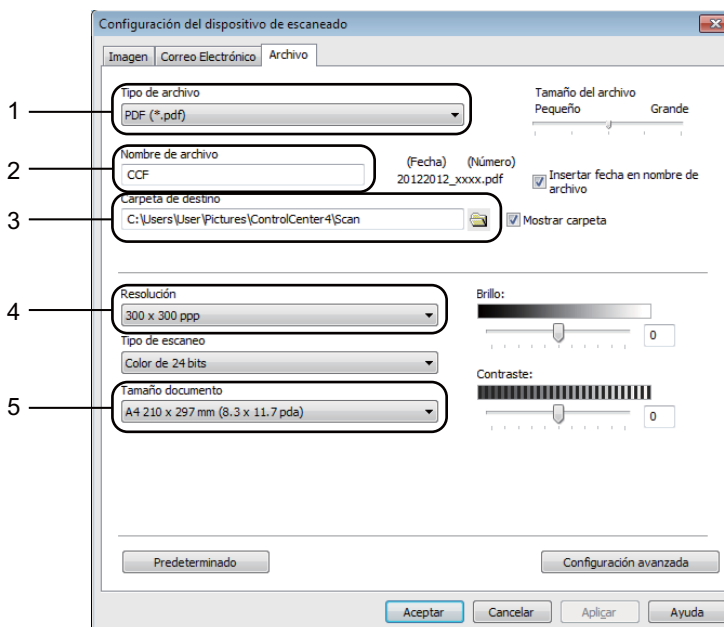 Configuración del dispositivo de escaneado
Imagen Correo Electrónico Archivo
1
Tipo de archivo
PDF (*.pdf)
Tamaño del archivo
Pequeño Grande
2
Nombre de archivo
CCF
(Fecha) (Número)
20122012_xxxx.pdf
Insertar fecha en nombre de
archivo
3
Carpeta de destino
C:\Users\User\Pictures\ControlCenter4\Scan
Mostrar carpeta
4
Resolución
300 x 300 ppp
Tipo de escaneo
Color de 24 bits
5
Tamaño documento
A4 210 x 297 mm (8.3 x 11.7 pda)
Brillo:
0
Contraste:
0
Predeterminado
Configuración avanzada
Aceptar Cancelar Aplicar Ayuda